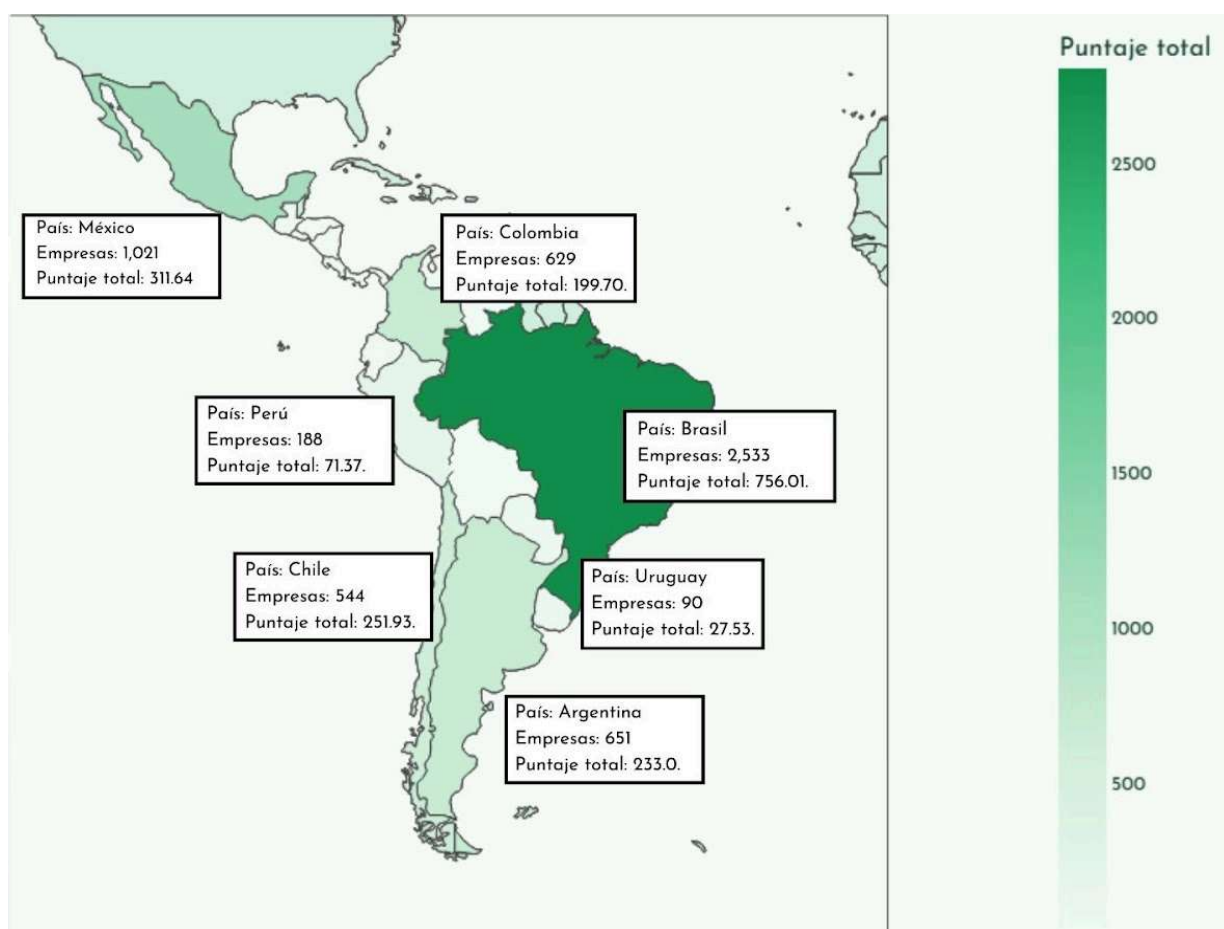 Puntaje total
2500
2000
1500
1000
500
País: México
Empresas: 1,021
Puntaje total: 311.64
País: Colombia
Empresas: 629
Puntaje total: 199.70.
País: Perú
Empresas: 188
Puntaje total: 71.37.
País: Brasil
Empresas: 2,533
Puntaje total: 756.01.
País: Chile
Empresas: 544
Puntaje total: 251.93.
País: Uruguay
Empresas: 90
Puntaje total: 27.53.
País: Argentina
Empresas: 651
Puntaje total: 233.0.